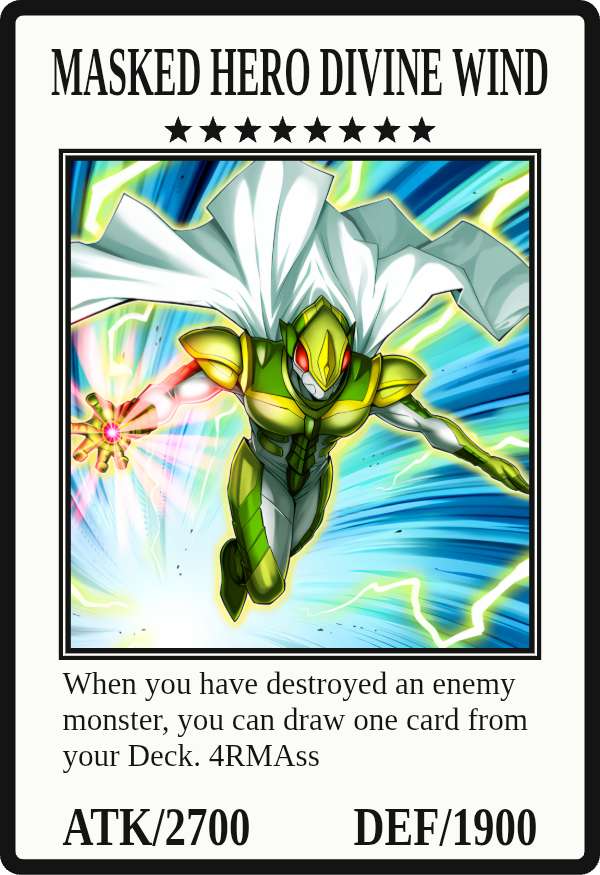 MASKED HERO DIVINE WIND
When you have destroyed an enemy
monster, you can draw one card from
your Deck. 4RMAss
ATK/2700 DEF/1900